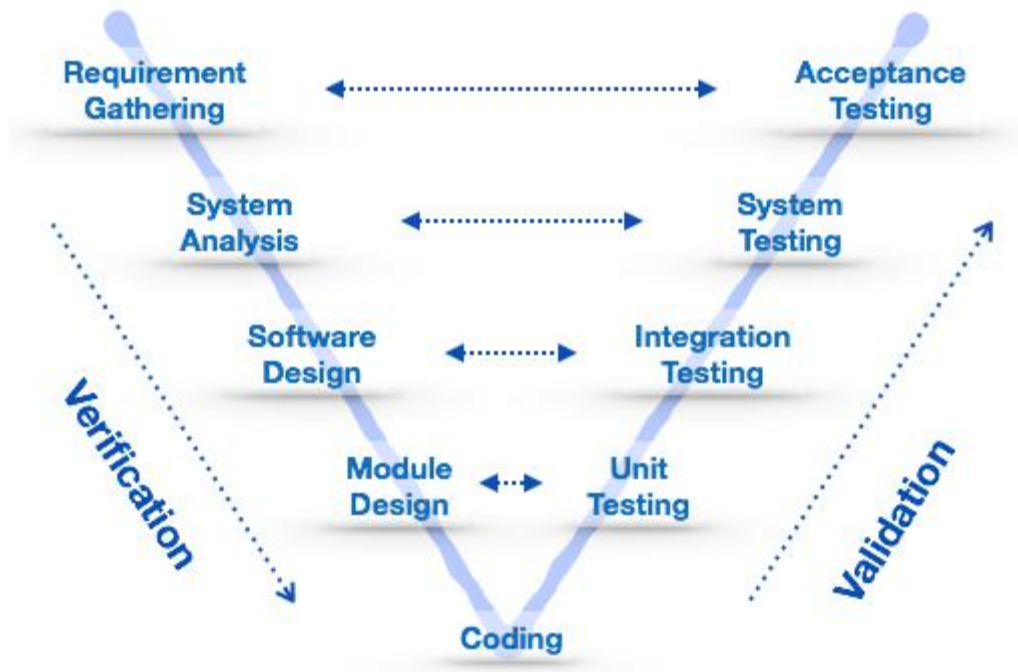 Requirement
Gathering
Acceptance
Testing
System
Analysis
System
Testing
Software
Design
Integration
Testing
Verification
Module
Design
Unit
Testing
Validation
Coding